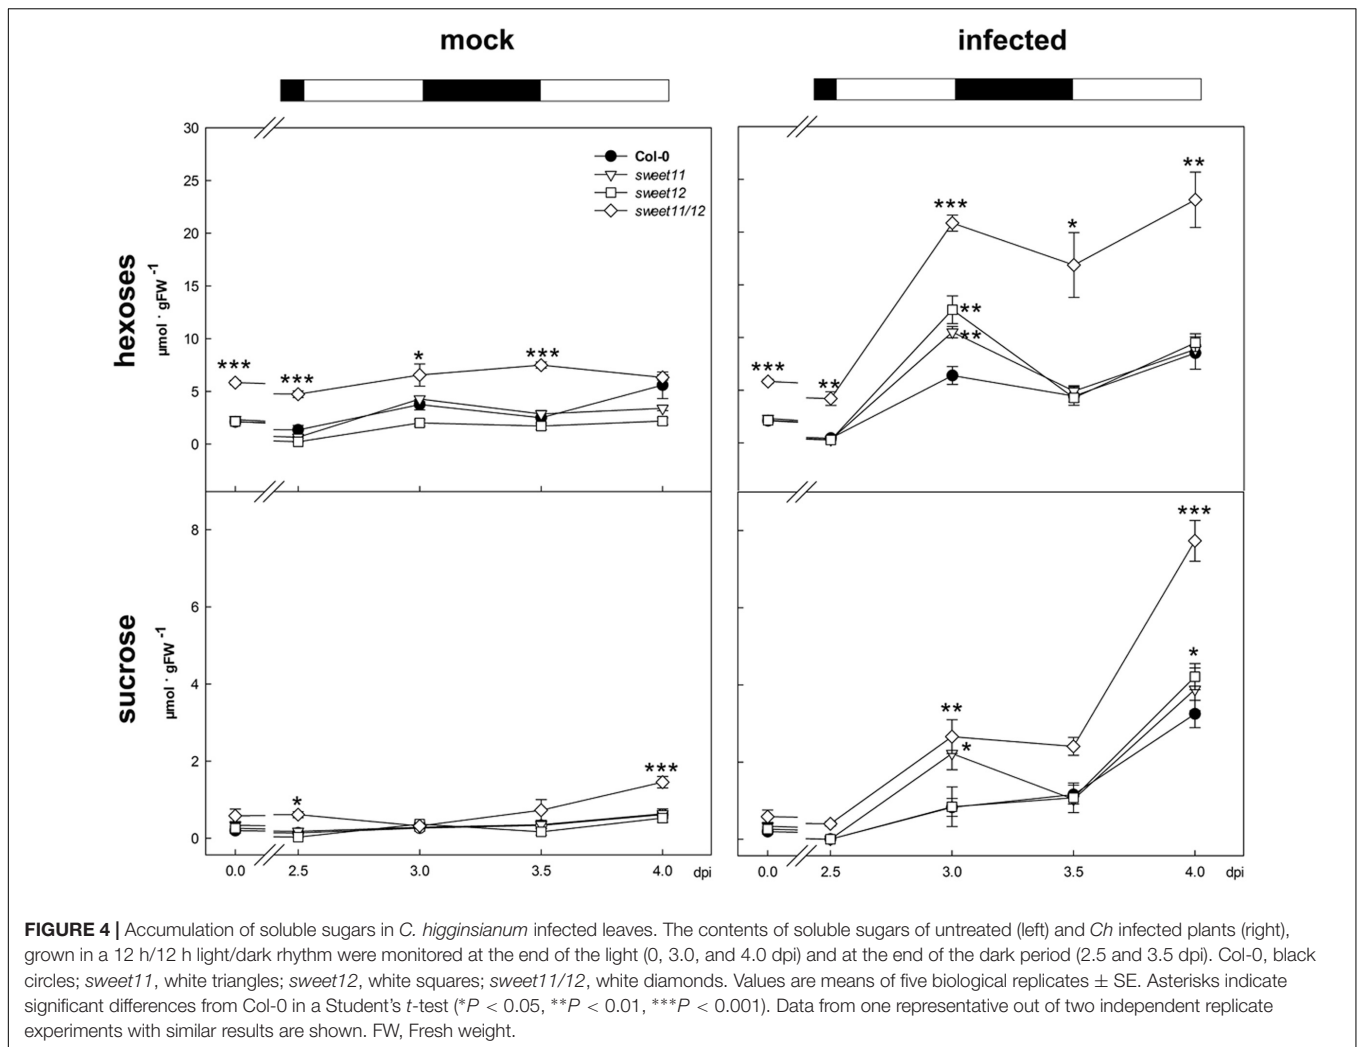 mock
infected
30
25
20
15
10
5
0
hexoses
µmol · gFW -1
Col-0
sweet11
sweet12
sweet11/12
***
***
*
***
***
**
***
**
**
*
**
8
6
4
2
0
sucrose
µmol · gFW -1
*
***
**
*
*
***
0.0 2.5 3.0 3.5 4.0 dpi
0.0 2.5 3.0 3.5 4.0 dpi
FIGURE 4 | Accumulation of soluble sugars in C. higginsianum infected leaves. The contents of soluble sugars of untreated (left) and Ch infected plants (right),
grown in a 12 h/12 h light/dark rhythm were monitored at the end of the light (0, 3.0, and 4.0 dpi) and at the end of the dark period (2.5 and 3.5 dpi). Col-0, black
circles; sweet11, white triangles; sweet12, white squares; sweet11/12, white diamonds. Values are means of five biological replicates ± SE. Asterisks indicate
significant differences from Col-0 in a Student's t-test (*P < 0.05, **P < 0.01, ***P < 0.001). Data from one representative out of two independent replicate
experiments with similar results are shown. FW, Fresh weight.